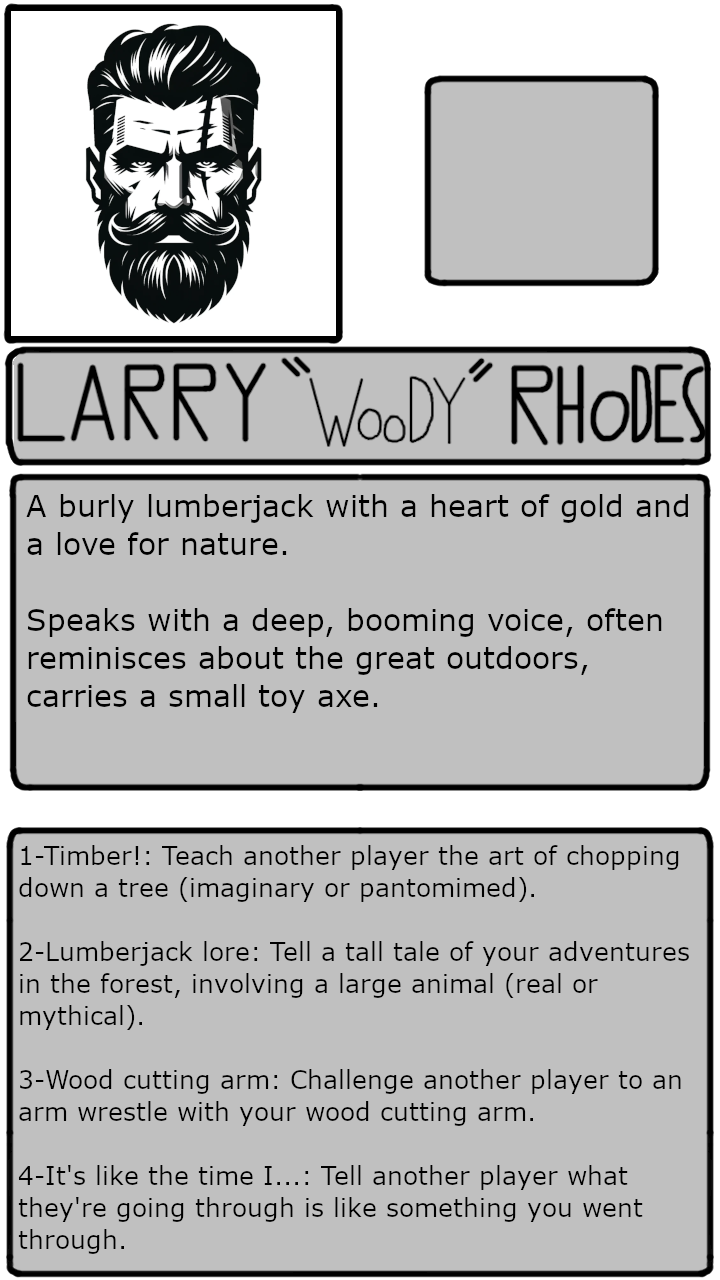 LARRY "WooDY" RHoDES
A burly lumberjack with a heart of gold and
a love for nature.
Speaks with a deep, booming voice, often
reminisces about the great outdoors,
carries a small toy axe.
1-Timber!: Teach another player the art of chopping
down a tree (imaginary or pantomimed).
2-Lumberjack lore: Tell a tall tale of your adventures
in the forest, involving a large animal (real or
mythical).
3-Wood cutting arm: Challenge another player to an
arm wrestle with your wood cutting arm.
4-It's like the time I...: Tell another player what
they're going through is like something you went
through.